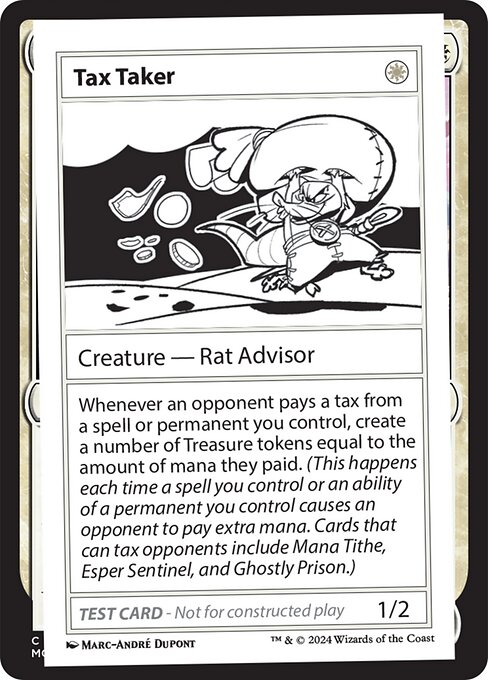 Tax Taker
Creature — Rat Advisor
Whenever an opponent pays a tax from
a spell or permanent you control, create
a number of Treasure tokens equal to the
amount of mana they paid. (This happens
each time a spell you control or an ability
of a permanent you control causes an
opponent to pay extra mana. Cards that
can tax opponents include Mana Tithe,
Esper Sentinel, and Ghostly Prison.)
TEST CARD - Not for constructed play 1/2
C
MC
Marc-André Dupont ™ & © 2024 Wizards of the Coast